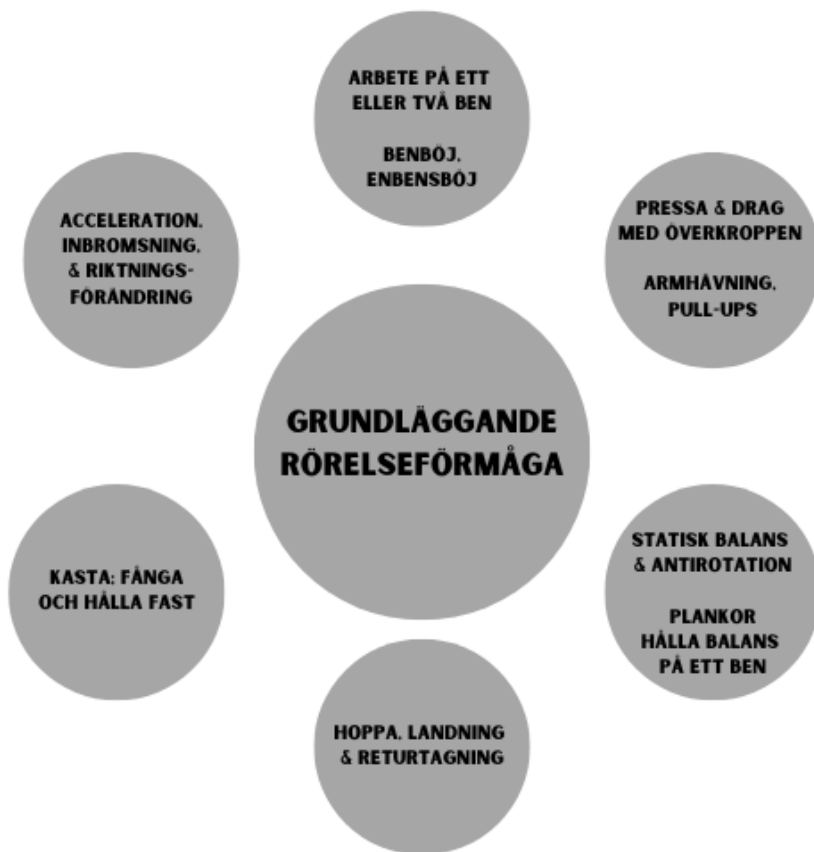 ARBETE PÅ ETT
ELLER TVÅ BEN
BENBÖJ,
ENBENSBÖJ
ACCELERATION,
INBROMSNING,
& RIKTNINGS-
FÖRÄNDRING
PRESSA & DRAG
MED ÖVERKROPPEN
ARMHÄVNING,
PULL-UPS
GRUNDLÄGGANDE
RÖRELSEFÖRMÅGA
KASTA; FÅNGA
OCH HÅLLA FAST
STATISK BALANS
& ANTIROTATION
PLANKOR
HÅLLA BALANS
PÅ ETT BEN
HOPPA, LANDNING
& RETURTAGNING